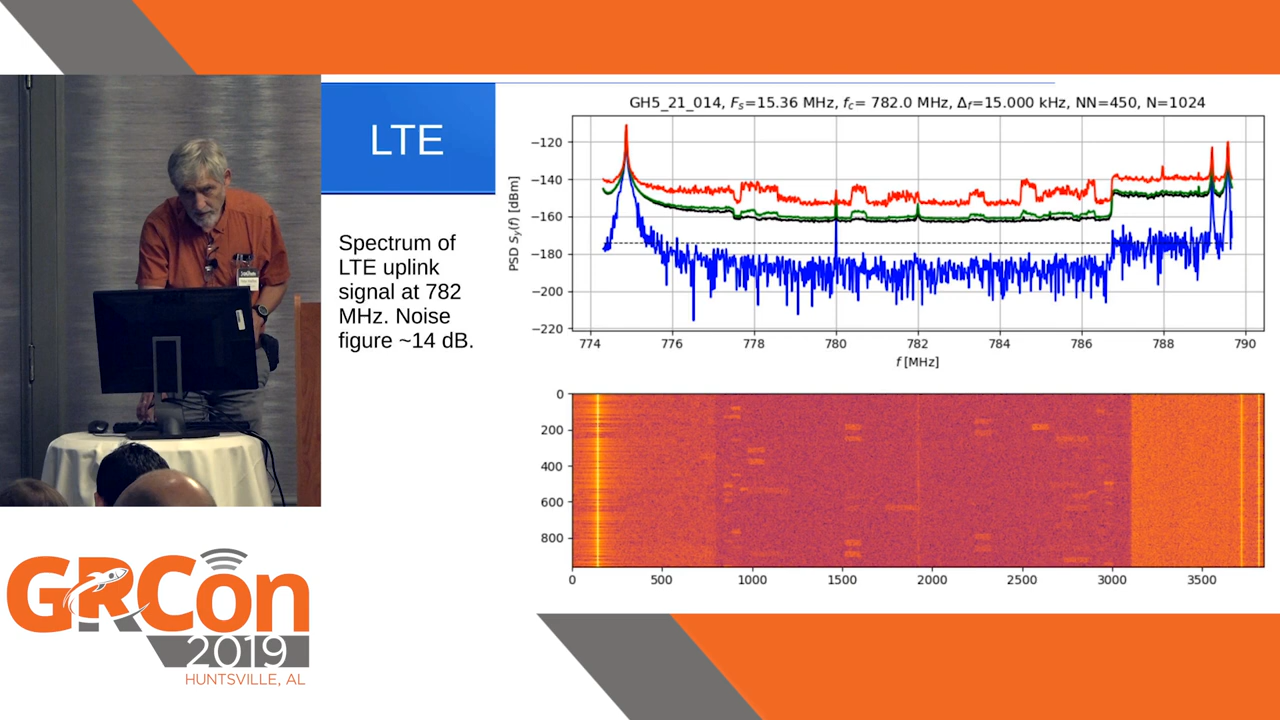 LTE
Spectrum of
LTE uplink
signal at 782
MHz. Noise
figure ~14 dB.
GH5_21_014, Fₛ=15.36 MHz, f꜀= 782.0 MHz, Δf=15.000 kHz, NN=450, N=1024
PSD Sᵧ(f) [dBm]
−120
−140
−160
−180
−200
−220
774 776 778 780 782 784 786 788 790
f [MHz]
0
200
400
600
800
0 500 1000 1500 2000 2500 3000 3500
GRCon
2019
HUNTSVILLE, AL